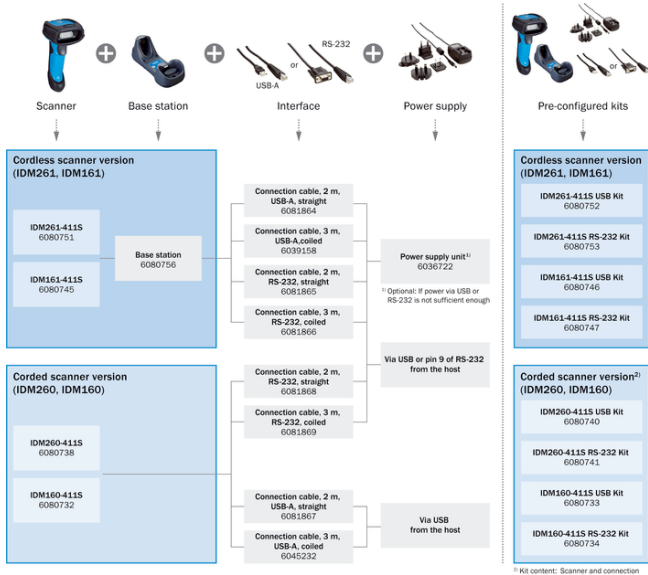 RS-232
or
USB-A
or
Scanner
Base station
Interface
Power supply
Pre-configured kits
Cordless scanner version
(IDM261, IDM161)
IDM261-411S
6080751
IDM161-411S
6080745
Base station
6080756
Connection cable, 2 m,
USB-A, straight
6081864
Connection cable, 3 m,
USB-A,coiled
6039158
Connection cable, 2 m,
RS-232, straight
6081865
Connection cable, 3 m,
RS-232, coiled
6081866
Power supply unit1)
6036722
1) Optional: If power via USB or
RS-232 is not sufficient enough
Via USB or pin 9 of RS-232
from the host
Corded scanner version
(IDM260, IDM160)
IDM260-411S
6080738
IDM160-411S
6080732
Connection cable, 2 m,
RS-232, straight
6081868
Connection cable, 3 m,
RS-232, coiled
6081869
Connection cable, 2 m,
USB-A, straight
6081867
Connection cable, 3 m,
USB-A, coiled
6045232
Via USB
from the host
Cordless scanner version
(IDM261, IDM161)
IDM261-411S USB Kit
6080752
IDM261-411S RS-232 Kit
6080753
IDM161-411S USB Kit
6080746
IDM161-411S RS-232 Kit
6080747
Corded scanner version2)
(IDM260, IDM160)
IDM260-411S USB Kit
6080740
IDM260-411S RS-232 Kit
6080741
IDM160-411S USB Kit
6080733
IDM160-411S RS-232 Kit
6080734
2) Kit content: Scanner and connection